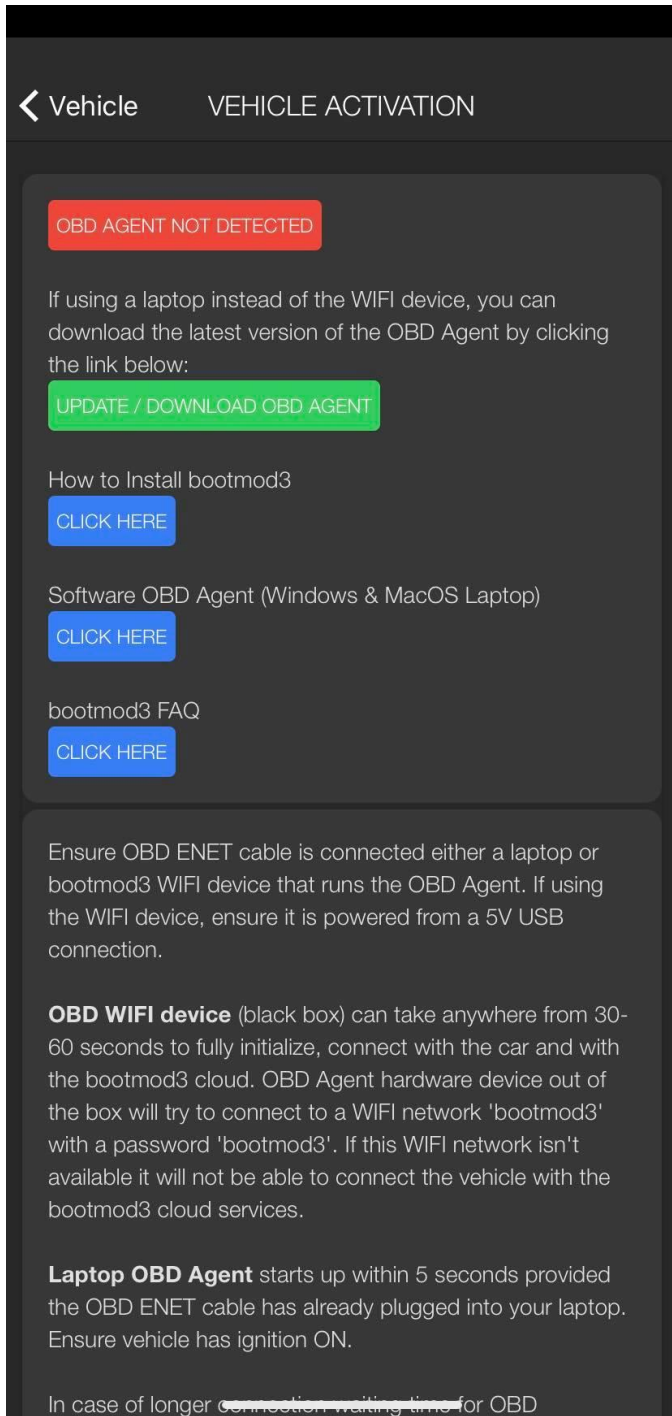 Vehicle
VEHICLE ACTIVATION
OBD AGENT NOT DETECTED
If using a laptop instead of the WIFI device, you can
download the latest version of the OBD Agent by clicking
the link below:
UPDATE / DOWNLOAD OBD AGENT
How to Install bootmod3
CLICK HERE
Software OBD Agent (Windows & MacOS Laptop)
CLICK HERE
bootmod3 FAQ
CLICK HERE
Ensure OBD ENET cable is connected either a laptop or
bootmod3 WIFI device that runs the OBD Agent. If using
the WIFI device, ensure it is powered from a 5V USB
connection.
OBD WIFI device (black box) can take anywhere from 30-
60 seconds to fully initialize, connect with the car and with
the bootmod3 cloud. OBD Agent hardware device out of
the box will try to connect to a WIFI network 'bootmod3'
with a password 'bootmod3'. If this WIFI network isn't
available it will not be able to connect the vehicle with the
bootmod3 cloud services.
Laptop OBD Agent starts up within 5 seconds provided
the OBD ENET cable has already plugged into your laptop.
Ensure vehicle has ignition ON.
In case of longer connection waiting time for OBD